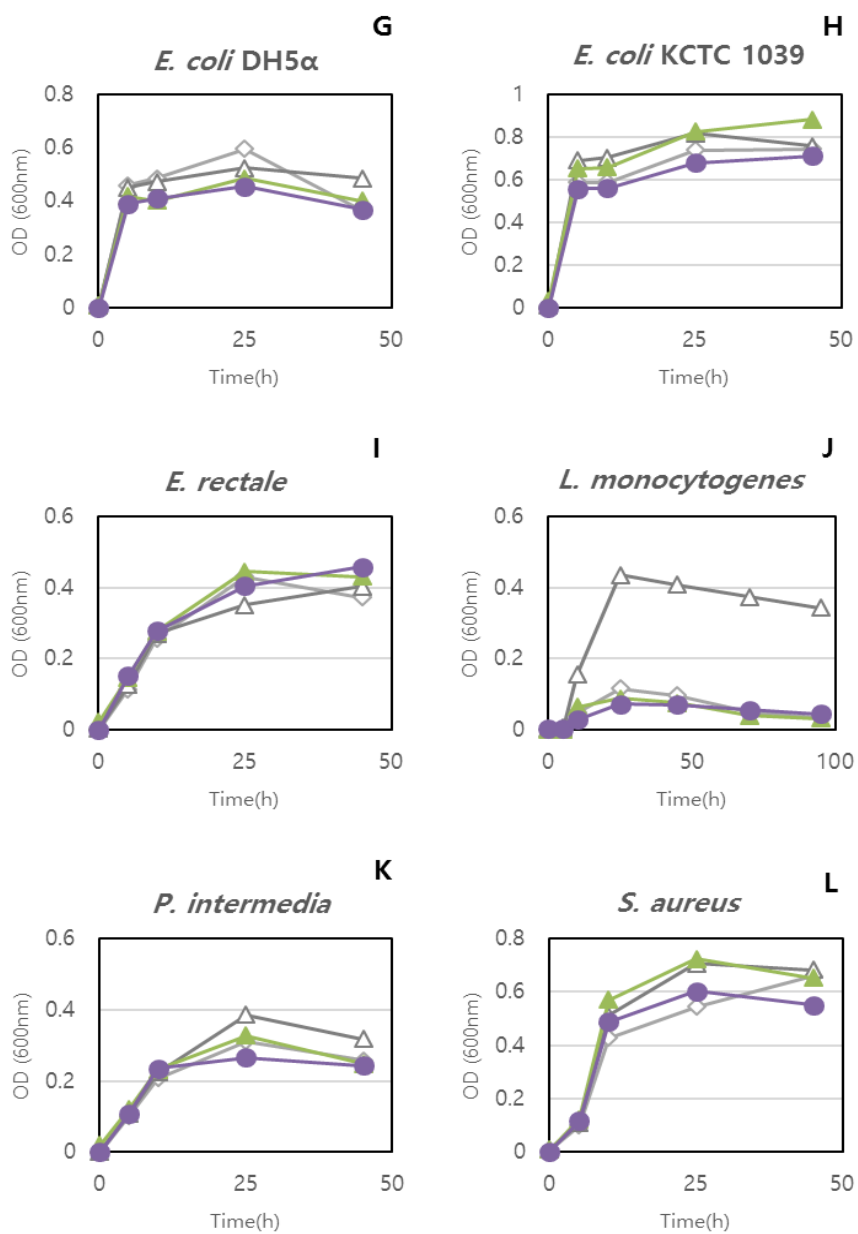 G
E. coli DH5α
0.8
0.6
0.4
0.2
0
OD (600nm)
0 25 50
Time(h)
H
E. coli KCTC 1039
1
0.8
0.6
0.4
0.2
0
OD (600nm)
0 25 50
Time(h)
I
E. rectale
0.6
0.4
0.2
0
OD (600nm)
0 25 50
Time(h)
J
L. monocytogenes
0.6
0.4
0.2
0
OD (600nm)
0 50 100
Time(h)
K
P. intermedia
0.6
0.4
0.2
0
OD (600nm)
0 25 50
Time(h)
L
S. aureus
0.8
0.6
0.4
0.2
0
OD (600nm)
0 25 50
Time(h)